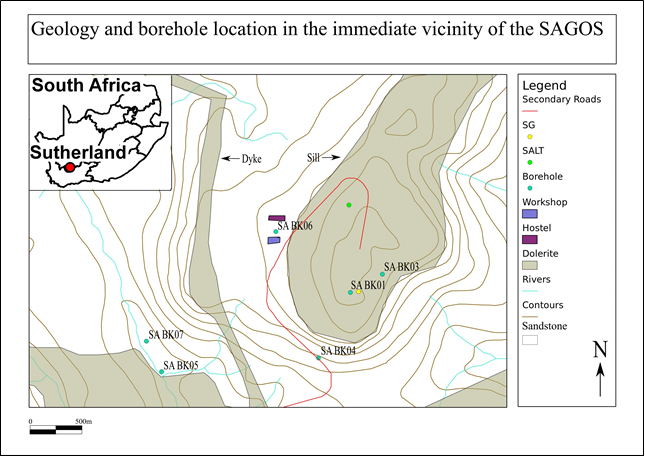 Geology and borehole location in the immediate vicinity of the SAGOS
South Africa
Sutherland
Dyke
Sill
SA BK06
SA BK03
SA BK01
SA BK07
SA BK04
SA BK05
Legend
Secondary Roads
SG
SALT
Borehole
Workshop
Hostel
Dolerite
Rivers
Contours
Sandstone
N
0 500m